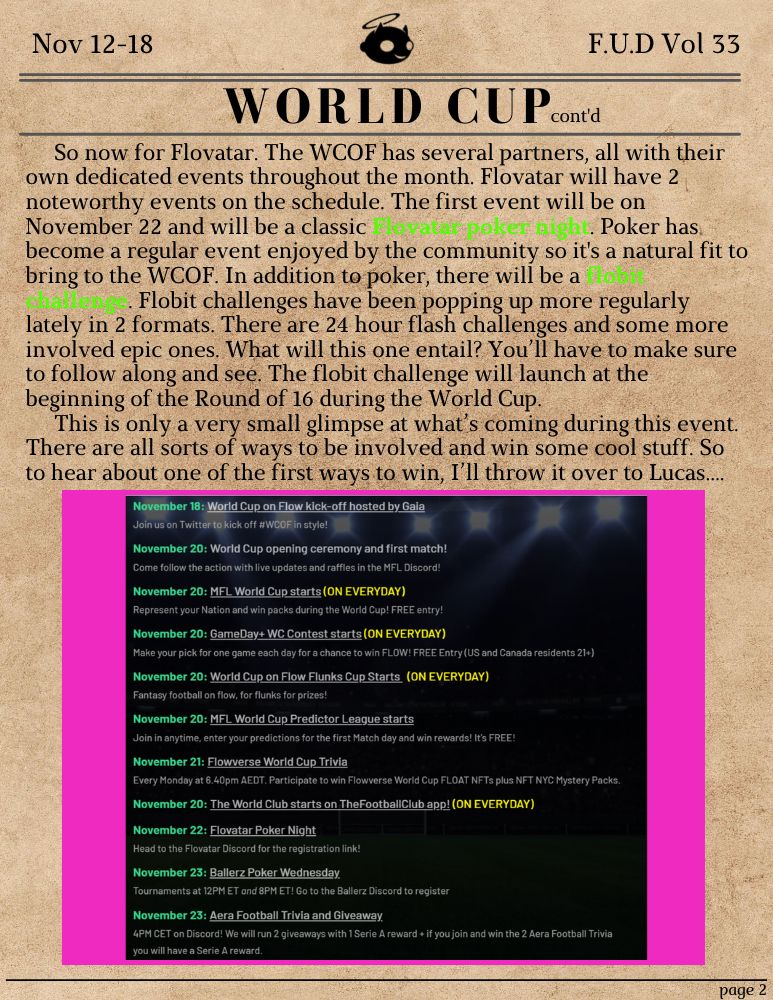 Nov 12-18
F.U.D Vol 33
WORLD CUP cont'd
So now for Flovatar. The WCOF has several partners, all with their
own dedicated events throughout the month. Flovatar will have 2
noteworthy events on the schedule. The first event will be on
November 22 and will be a classic Flovatar poker night. Poker has
become a regular event enjoyed by the community so it's a natural fit to
bring to the WCOF. In addition to poker, there will be a flobit
challenge. Flobit challenges have been popping up more regularly
lately in 2 formats. There are 24 hour flash challenges and some more
involved epic ones. What will this one entail? You'll have to make sure
to follow along and see. The flobit challenge will launch at the
beginning of the Round of 16 during the World Cup.
This is only a very small glimpse at what's coming during this event.
There are all sorts of ways to be involved and win some cool stuff. So
to hear about one of the first ways to win, I'll throw it over to Lucas....
November 18: World Cup on Flow kick-off hosted by Gaia
Join us on Twitter to kick off #WCOF in style!
November 20: World Cup opening ceremony and first match!
Come follow the action with live updates and raffles in the MFL Discord!
November 20: MFL World Cup starts (ON EVERYDAY)
Represent your Nation and win packs during the World Cup! FREE entry!
November 20: GameDay+ WC Contest starts (ON EVERYDAY)
Make your pick for one game each day for a chance to win FLOW! FREE Entry (US and Canada residents 21+)
November 20: World Cup on Flow Flunks Cup Starts (ON EVERYDAY)
Fantasy football on flow, for flunks for prizes!
November 20: MFL World Cup Predictor League starts
Join in anytime, enter your predictions for the first Match day and win rewards! It's FREE!
November 21: Flowverse World Cup Trivia
Every Monday at 6.40pm AEDT. Participate to win Flowverse World Cup FLOAT NFTs plus NFT NYC Mystery Packs.
November 20: The World Club starts on TheFootballClub app! (ON EVERYDAY)
November 22: Flovatar Poker Night
Head to the Flovatar Discord for the registration link!
November 23: Ballerz Poker Wednesday
Tournaments at 12PM ET and 8PM ET! Go to the Ballerz Discord to register
November 23: Aera Football Trivia and Giveaway
4PM CET on Discord! We will run 2 giveaways with 1 Serie A reward + if you join and win the 2 Aera Football Trivia
you will have a Serie A reward.
page 2